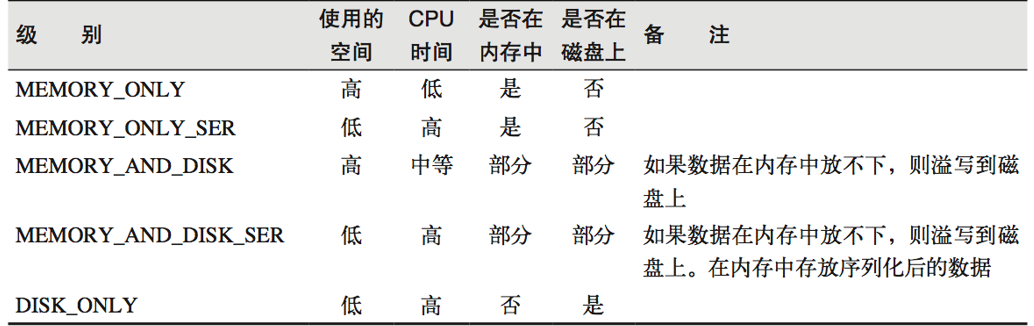 级 别 使用的空间 CPU时间 是否在内存中 是否在磁盘上 备 注
MEMORY_ONLY 高 低 是 否
MEMORY_ONLY_SER 低 高 是 否
MEMORY_AND_DISK 高 中等 部分 部分 如果数据在内存中放不下，则溢写到磁
盘上
MEMORY_AND_DISK_SER 低 高 部分 部分 如果数据在内存中放不下，则溢写到磁
盘上。在内存中存放序列化后的数据
DISK_ONLY 低 高 否 是